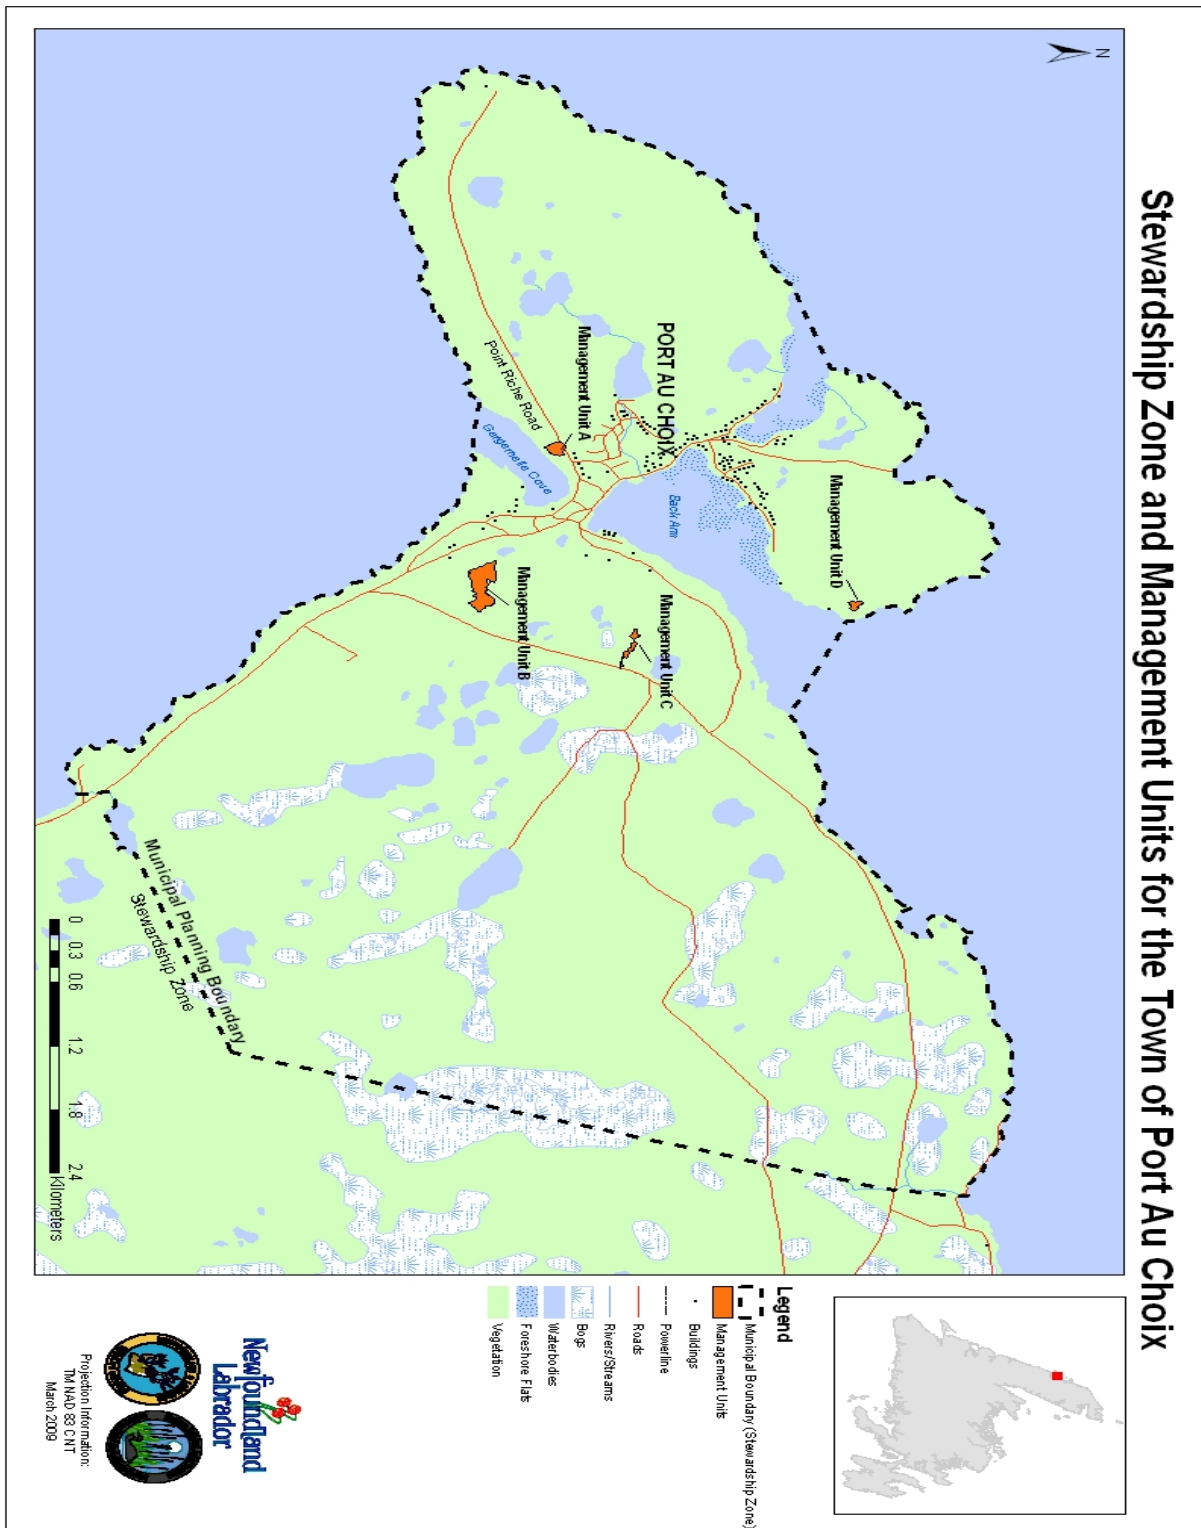 Stewardship Zone and Management Units for the Town of Port Au Choix
N
PORT AU CHOIX
Point Riche Road
Management Unit A
Gargamelle Cove
Back Arm
Management Unit D
Management Unit B
Management Unit C
Municipal Planning Boundary
Stewardship Zone
0 0.3 0.6 1.2 1.8 2.4
Kilometers
Legend
Municipal Boundary (Stewardship Zone)
Management Units
Buildings
Powerline
Roads
Rivers/Streams
Bogs
Waterbodies
Foreshore Flats
Vegetation
Newfoundland
Labrador
Projection Information:
TM NAD 83 CNT
March 2009